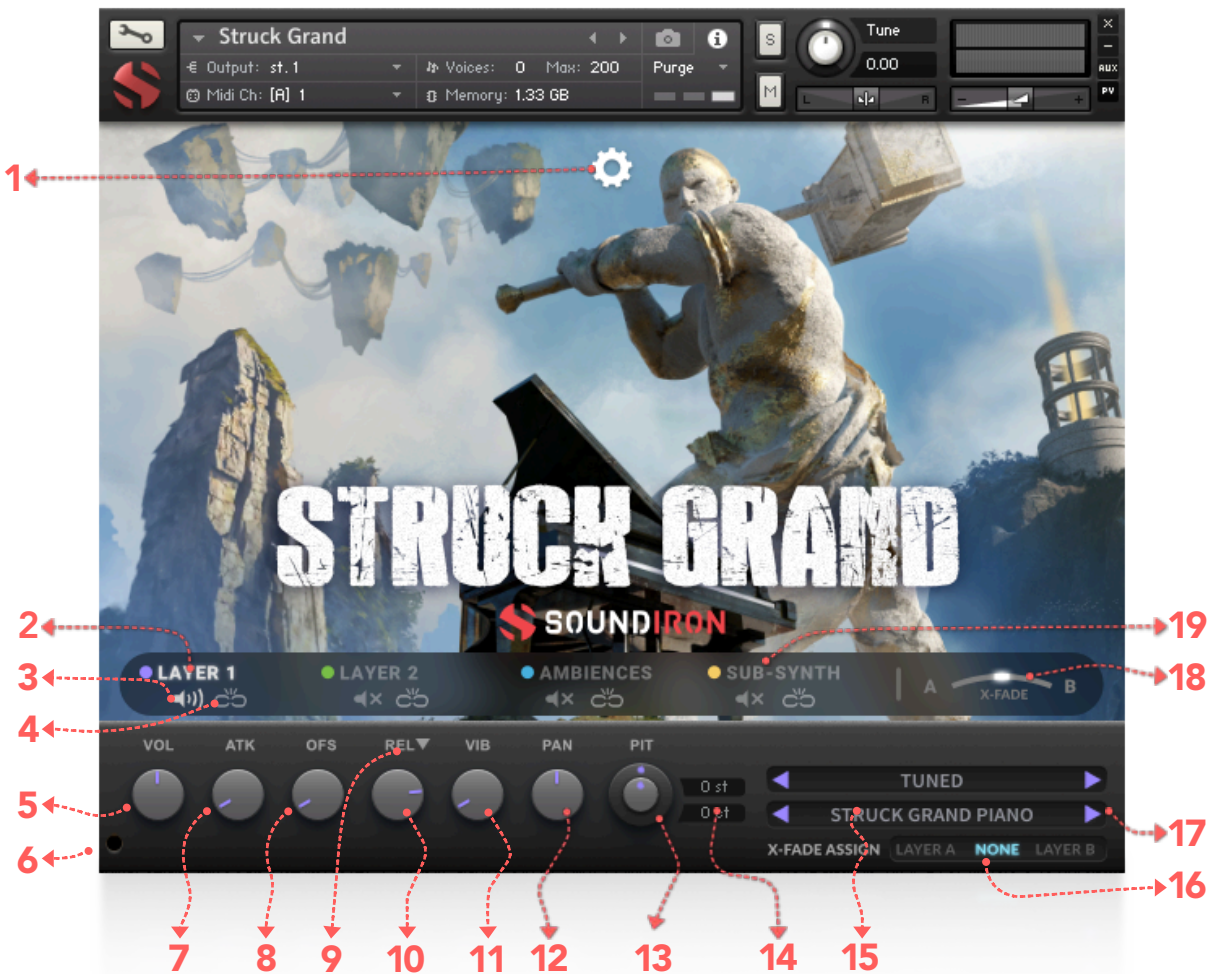 Struck Grand
Output: st.1
Voices: 0 Max: 200
Purge
Midi Ch: [A] 1
Memory: 1.33 GB
S
M
Tune
0.00
L
R
AUX
PV
1
STRUCK GRAND
SOUNDIRON
2
3
4
19
18
LAYER 1
LAYER 2
AMBIENCES
SUB-SYNTH
A
X-FADE
B
VOL
ATK
OFS
REL
VIB
PAN
PIT
0 st
0 st
TUNED
STRUCK GRAND PIANO
X-FADE ASSIGN LAYER A NONE LAYER B
5
6
17
16
7
8
9
10
11
12
13
14
15